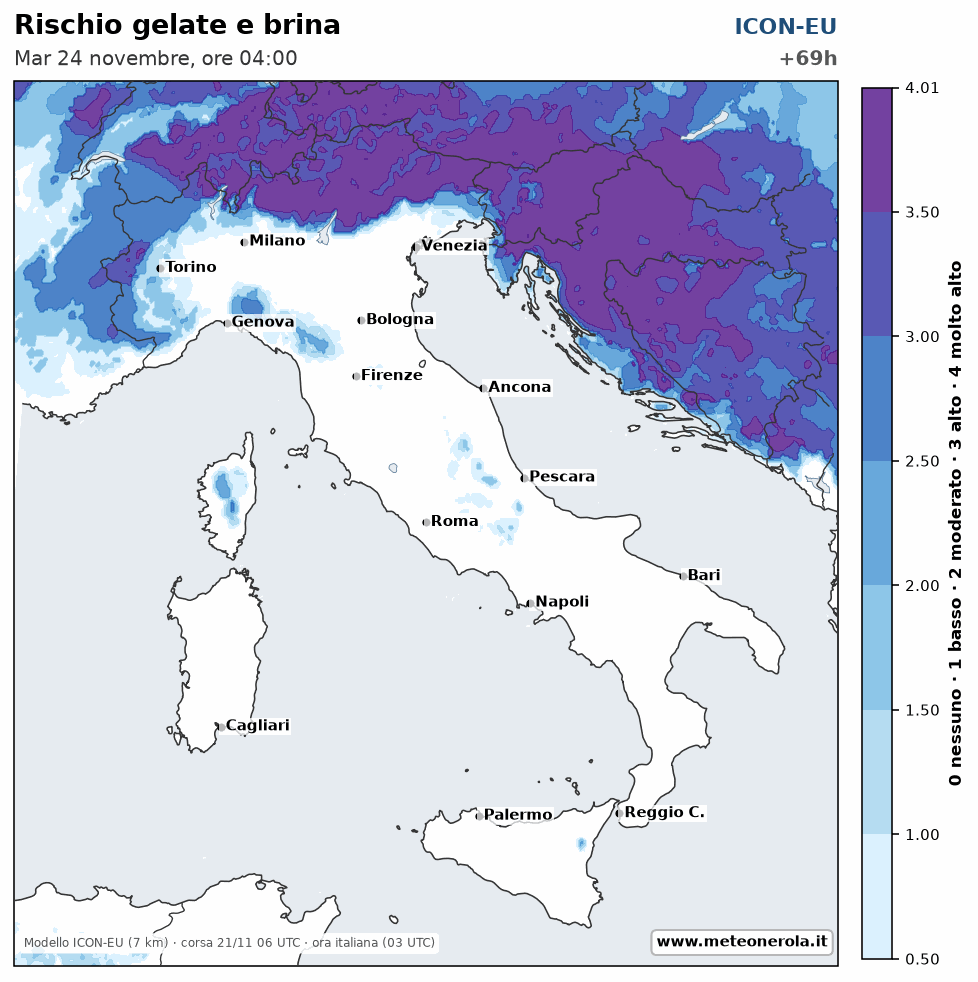 Rischio gelate e brina
ICON-EU
Mar 24 novembre, ore 04:00
+69h
4.01
3.50
3.00
2.50
2.00
1.50
1.00
0.50
0 nessuno · 1 basso · 2 moderato · 3 alto · 4 molto alto
Milano
Venezia
Torino
Genova
Bologna
Firenze
Ancona
Pescara
Roma
Bari
Napoli
Cagliari
Palermo
Reggio C.
Modello ICON-EU (7 km) · corsa 21/11 06 UTC · ora italiana (03 UTC)
www.meteonerola.it